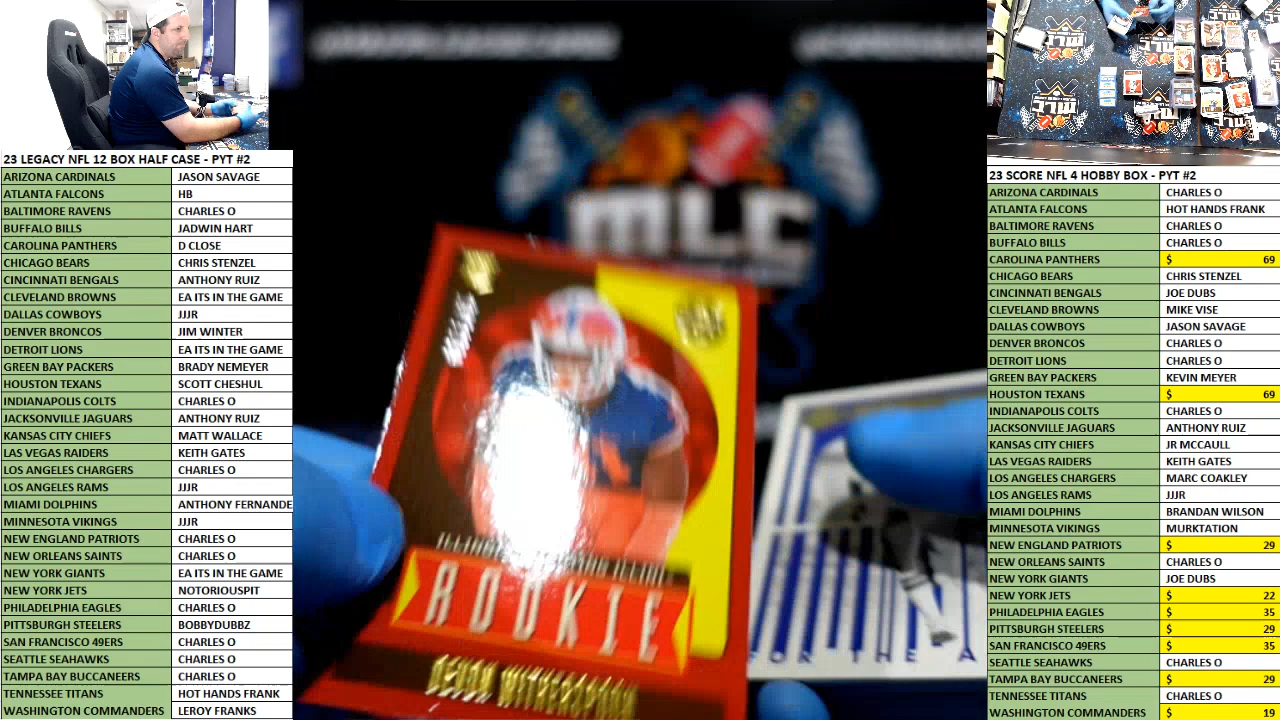 23 LEGACY NFL 12 BOX HALF CASE - PYT #2
ARIZONA CARDINALS JASON SAVAGE
ATLANTA FALCONS HB
BALTIMORE RAVENS CHARLES O
BUFFALO BILLS JADWIN HART
CAROLINA PANTHERS D CLOSE
CHICAGO BEARS CHRIS STENZEL
CINCINNATI BENGALS ANTHONY RUIZ
CLEVELAND BROWNS EA ITS IN THE GAME
DALLAS COWBOYS JJJR
DENVER BRONCOS JIM WINTER
DETROIT LIONS EA ITS IN THE GAME
GREEN BAY PACKERS BRADY NEMEYER
HOUSTON TEXANS SCOTT CHESHUL
INDIANAPOLIS COLTS CHARLES O
JACKSONVILLE JAGUARS ANTHONY RUIZ
KANSAS CITY CHIEFS MATT WALLACE
LAS VEGAS RAIDERS KEITH GATES
LOS ANGELES CHARGERS CHARLES O
LOS ANGELES RAMS JJJR
MIAMI DOLPHINS ANTHONY FERNANDE
MINNESOTA VIKINGS JJJR
NEW ENGLAND PATRIOTS CHARLES O
NEW ORLEANS SAINTS CHARLES O
NEW YORK GIANTS EA ITS IN THE GAME
NEW YORK JETS NOTORIOUSPIT
PHILADELPHIA EAGLES CHARLES O
PITTSBURGH STEELERS BOBBYDUBBZ
SAN FRANCISCO 49ERS CHARLES O
SEATTLE SEAHAWKS CHARLES O
TAMPA BAY BUCCANEERS CHARLES O
TENNESSEE TITANS HOT HANDS FRANK
WASHINGTON COMMANDERS LEROY FRANKS
MLC
ROOKIE
DEVON WITHERSPOON
MLC
MLC
23 SCORE NFL 4 HOBBY BOX - PYT #2
ARIZONA CARDINALS CHARLES O
ATLANTA FALCONS HOT HANDS FRANK
BALTIMORE RAVENS CHARLES O
BUFFALO BILLS CHARLES O
CAROLINA PANTHERS $ 69
CHICAGO BEARS CHRIS STENZEL
CINCINNATI BENGALS JOE DUBS
CLEVELAND BROWNS MIKE VISE
DALLAS COWBOYS JASON SAVAGE
DENVER BRONCOS CHARLES O
DETROIT LIONS CHARLES O
GREEN BAY PACKERS KEVIN MEYER
HOUSTON TEXANS $ 69
INDIANAPOLIS COLTS CHARLES O
JACKSONVILLE JAGUARS ANTHONY RUIZ
KANSAS CITY CHIEFS JR MCCAULL
LAS VEGAS RAIDERS KEITH GATES
LOS ANGELES CHARGERS MARC COAKLEY
LOS ANGELES RAMS JJJR
MIAMI DOLPHINS BRANDAN WILSON
MINNESOTA VIKINGS MURKTATION
NEW ENGLAND PATRIOTS $ 29
NEW ORLEANS SAINTS CHARLES O
NEW YORK GIANTS JOE DUBS
NEW YORK JETS $ 22
PHILADELPHIA EAGLES $ 35
PITTSBURGH STEELERS $ 29
SAN FRANCISCO 49ERS $ 35
SEATTLE SEAHAWKS CHARLES O
TAMPA BAY BUCCANEERS $ 29
TENNESSEE TITANS CHARLES O
WASHINGTON COMMANDERS $ 19